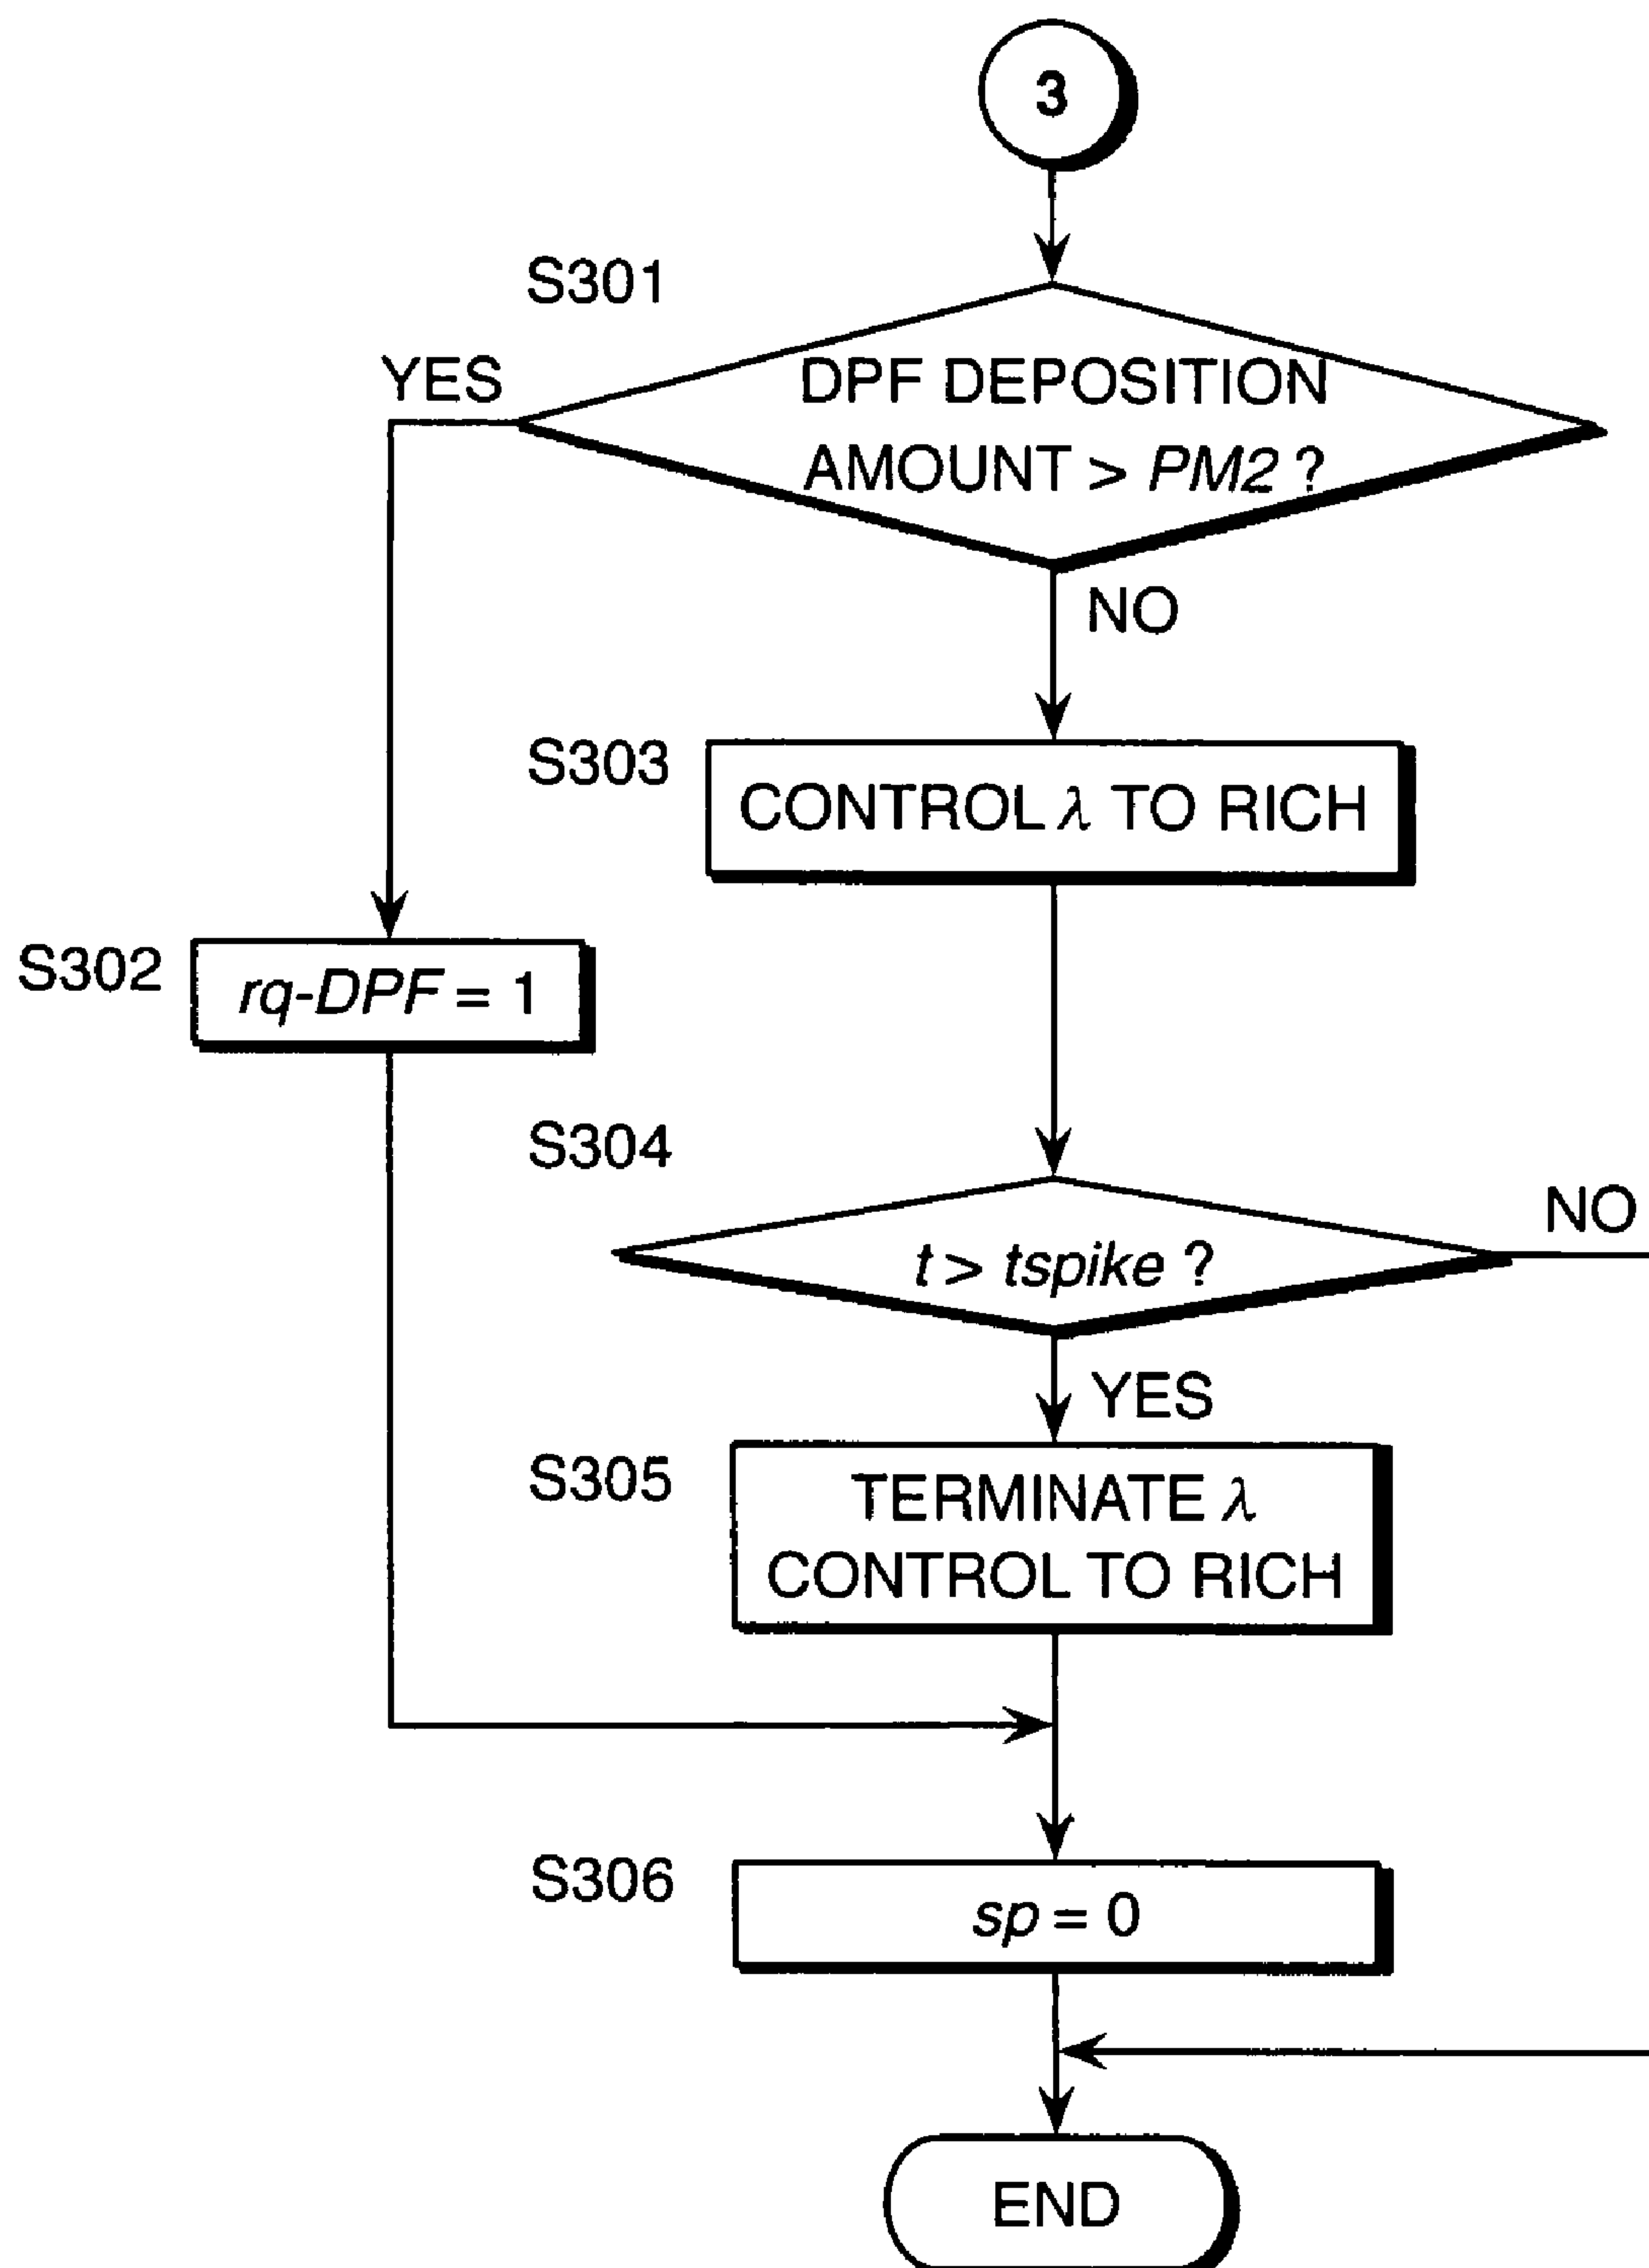 3
S301
YES
DPF DEPOSITION
AMOUNT > PM2 ?
NO
S303
CONTROL λ TO RICH
S302
rq-DPF = 1
S304
NO
t > tspike ?
YES
S305
TERMINATE λ
CONTROL TO RICH
S306
sp = 0
END